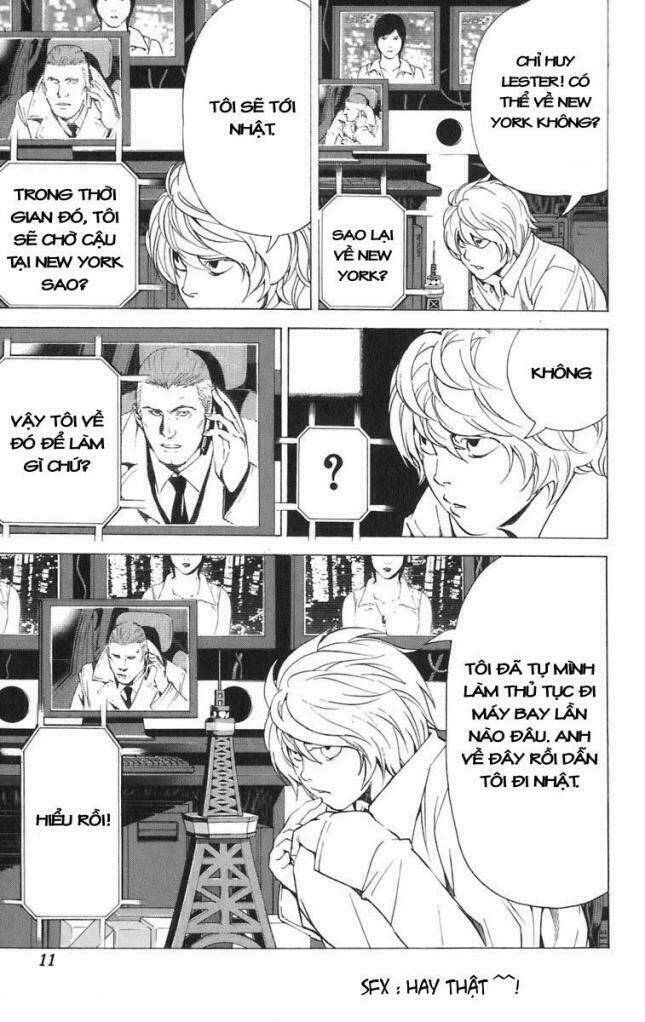 CHỈ HUY
LESTER! CÓ
THỂ VỀ NEW
YORK KHÔNG?
SAO LẠI
VỀ NEW
YORK?
TÔI SẼ TỚI
NHẬT.
TRONG THỜI
GIAN ĐÓ, TÔI
SẼ CHỜ CẬU
TẠI NEW YORK
SAO?
KHÔNG
?
VẬY TÔI VỀ
ĐÓ ĐỂ LÀM
GÌ CHỨ?
TÔI ĐÃ TỰ MÌNH
LÀM THỦ TỤC ĐI
MÁY BAY LẦN
NÀO ĐÂU. ANH
VỀ ĐÂY RỒI DẪN
TÔI ĐI NHẬT.
HIỂU RỒI!
11
SFX : HAY THẬT ^^!